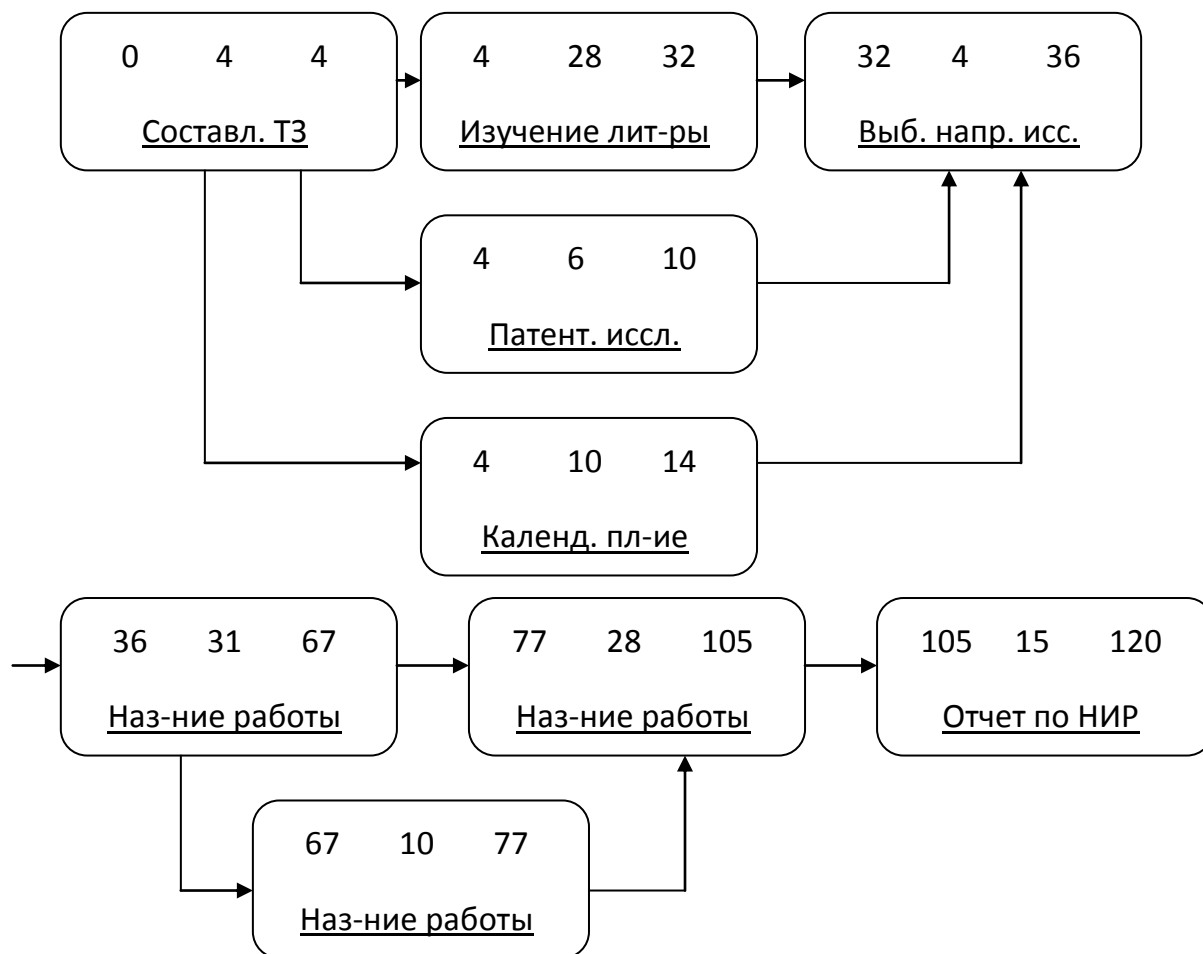 0 4 4
Составл. ТЗ
4 28 32
Изучение лит-ры
32 4 36
Выб. напр. исс.
4 6 10
Патент. иссл.
4 10 14
Календ. пл-ие
36 31 67
Наз-ние работы
77 28 105
Наз-ние работы
105 15 120
Отчет по НИР
67 10 77
Наз-ние работы